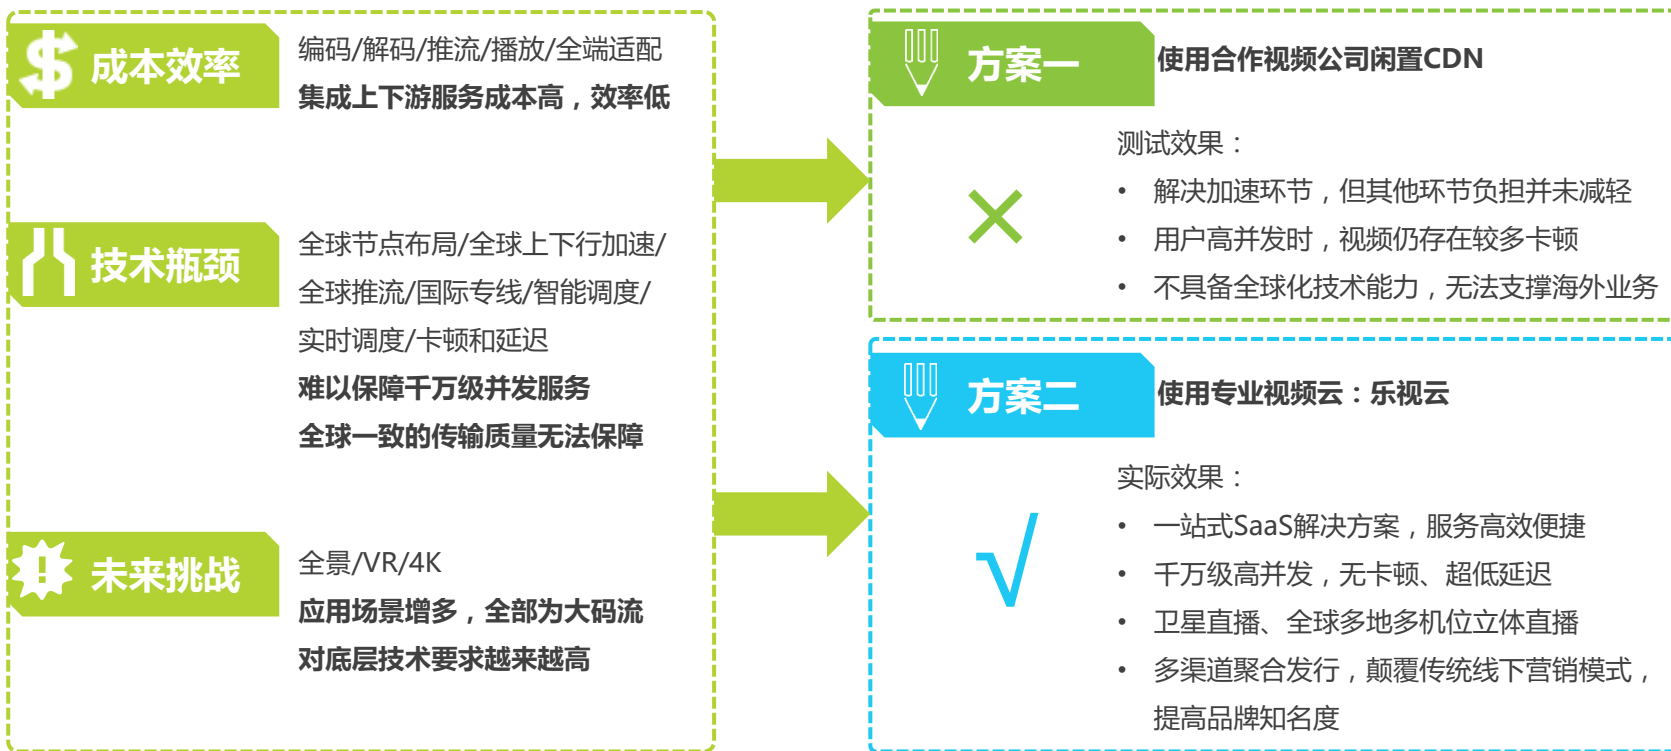 成本效率
编码/解码/推流/播放/全端适配
集成上下游服务成本高，效率低
技术瓶颈
全球节点布局/全球上下行加速/
全球推流/国际专线/智能调度/
实时调度/卡顿和延迟
难以保障千万级并发服务
全球一致的传输质量无法保障
未来挑战
全景/VR/4K
应用场景增多，全部为大码流
对底层技术要求越来越高
方案一
使用合作视频公司闲置CDN
测试效果：
• 解决加速环节，但其他环节负担并未减轻
• 用户高并发时，视频仍存在较多卡顿
• 不具备全球化技术能力，无法支撑海外业务
方案二
使用专业视频云：乐视云
实际效果：
• 一站式SaaS解决方案，服务高效便捷
• 千万级高并发，无卡顿、超低延迟
• 卫星直播、全球多地多机位立体直播
• 多渠道聚合发行，颠覆传统线下营销模式，
提高品牌知名度